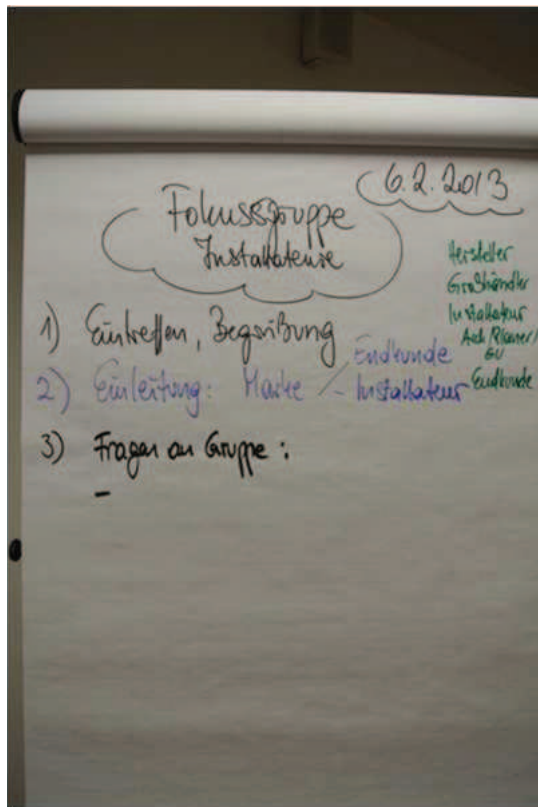 6.2.2013
Fokussgruppe
Installateure
Hersteller
Großhändler
Installateur
Arch/Planer/
GU
Endkunde
1) Eintreffen, Begrüßung
2) Einleitung: Marke / Endkunde
- Installateur
3) Fragen an Gruppe:
-